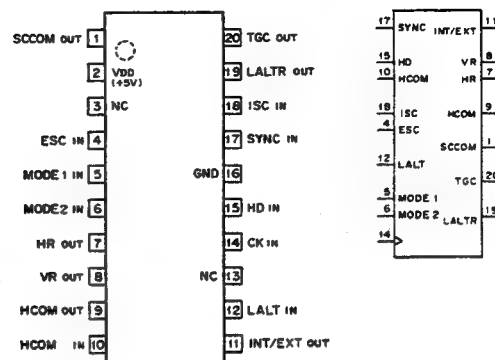 SCCOM OUT 1
2 VDD
(+5V)
3 NC
ESC IN 4
MODE 1 IN 5
MODE2 IN 6
HR OUT 7
VR OUT 8
HCOM OUT 9
HCOM IN 10
20 TGC OUT
19 LALTR OUT
18 ISC IN
17 SYNC IN
GND 16
15 HD IN
14 CK IN
NC 13
12 LALT IN
11 INT/EXT OUT
17 SYNC INT/EXT 11
15 HD VR 8
10 HCOM HR 7
18 ISC HCOM 9
4 ESC
SCCOM 1
12 LALT
TGC 20
5 MODE 1
6 MODE 2 LALTR 19
14